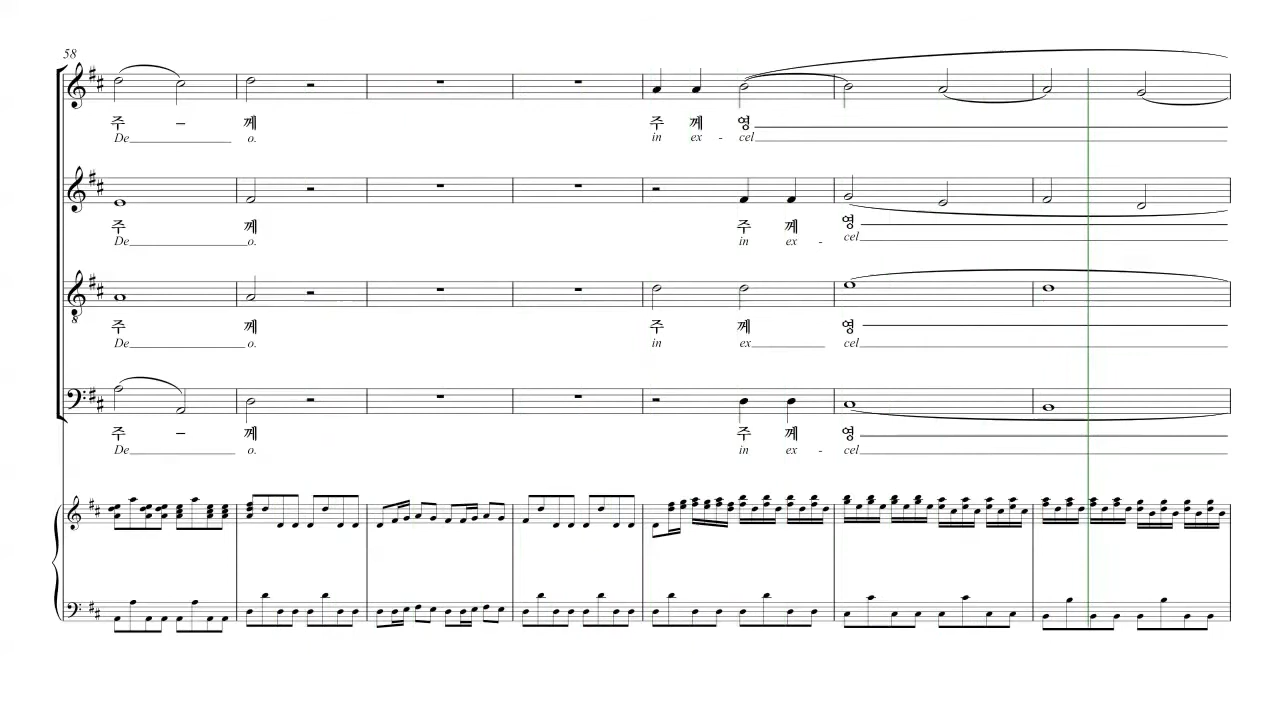 58
주 – 께 주 께 영
De o. in ex - cel
주 께 주 께 영
De o. in ex - cel
주 께 주 께 영
De o. in ex cel
주 – 께 주 께 영
De o. in ex - cel